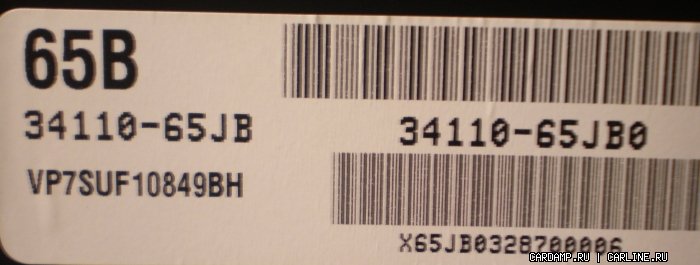 65B
34110-65JB
34110-65JB0
VP7SUF10849BH
X65JB0328700006
CARDAMP.RU | CARLINE.RU